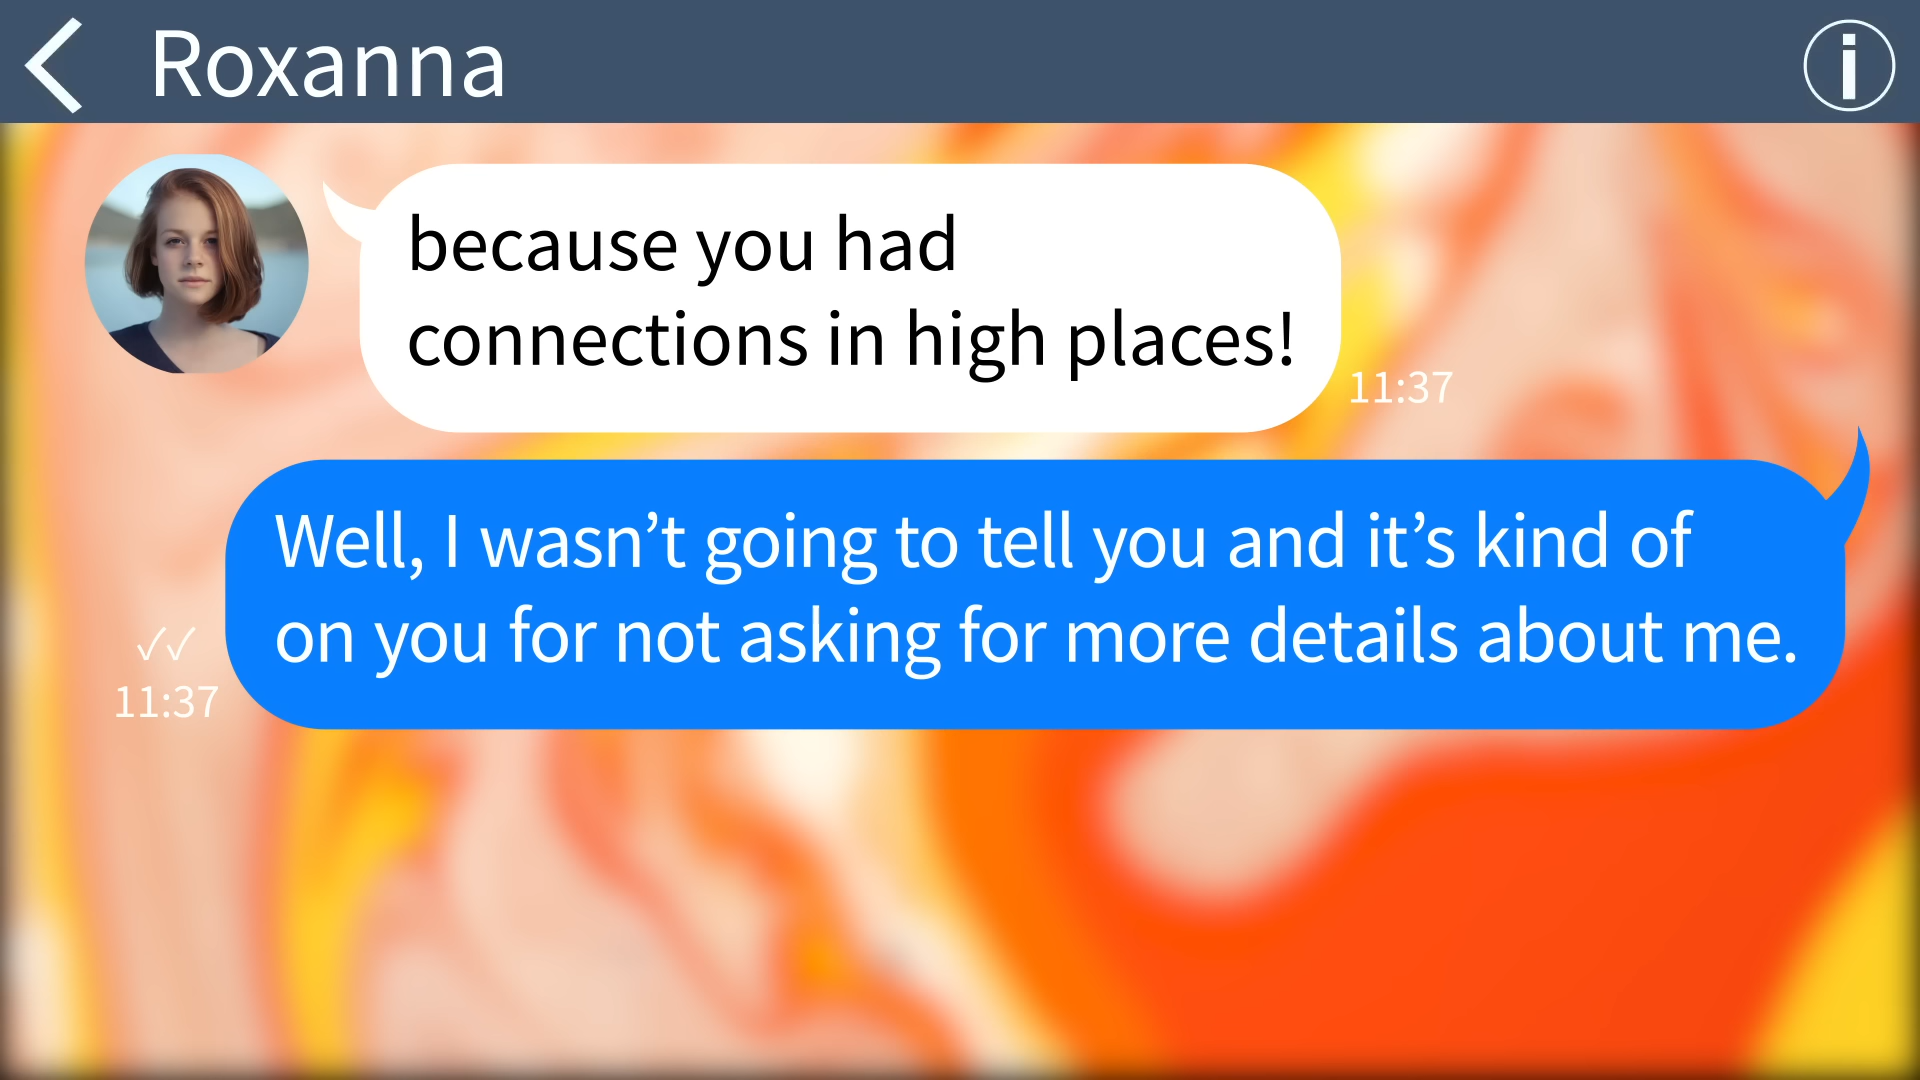 Roxanna
because you had
connections in high places!
11:37
Well, I wasn’t going to tell you and it’s kind of
on you for not asking for more details about me.
✓✓
11:37